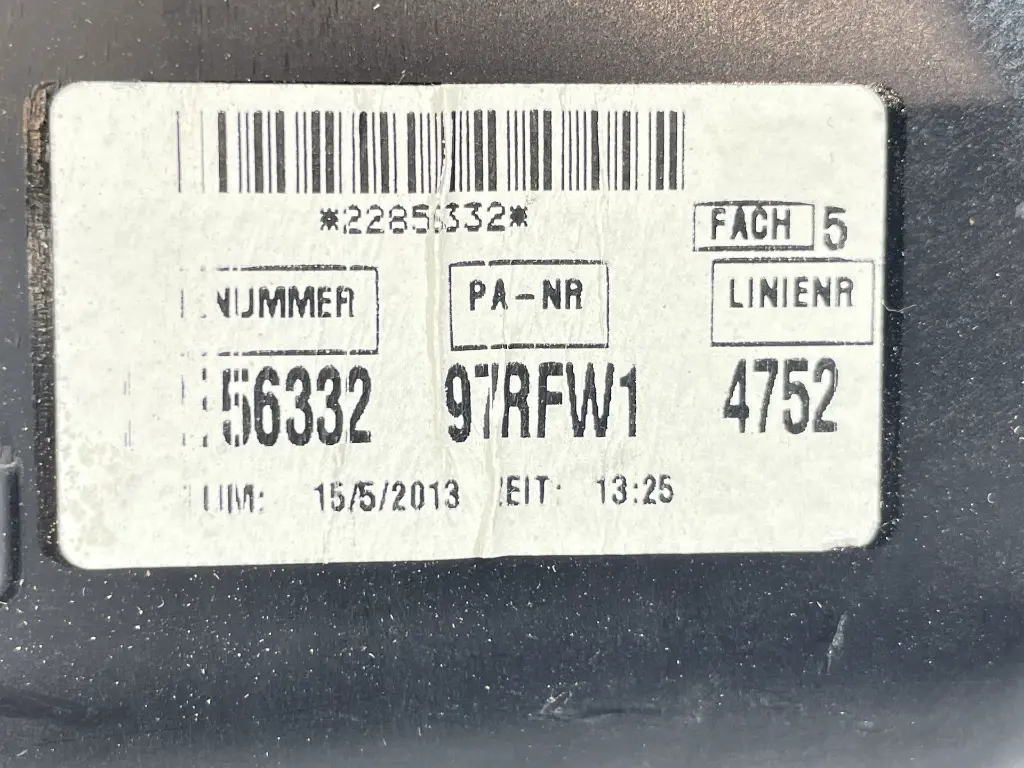 *2285332*
FACH 5
NUMMER PA-NR LINIENR
56332 97RFW1 4752
15/5/2013 13:25